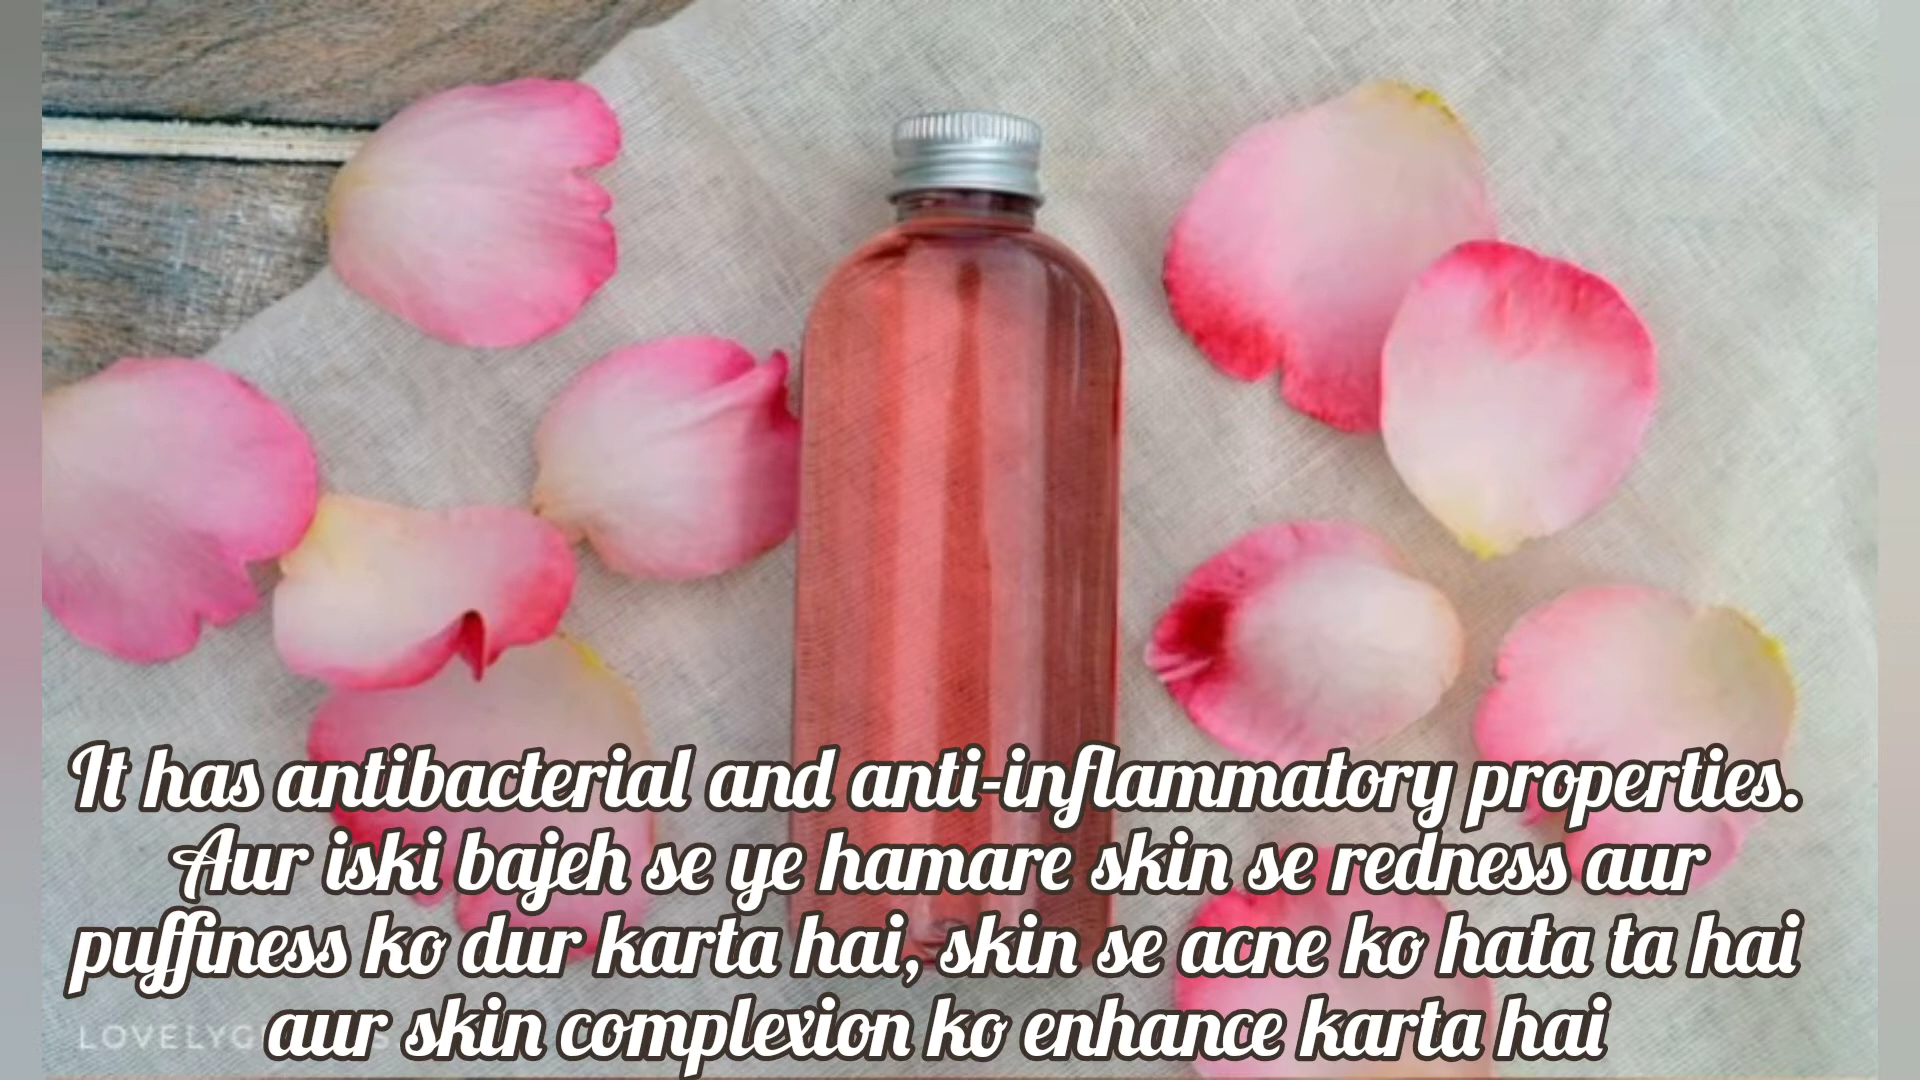 It has antibacterial and anti-inflammatory properties.
Aur iski bajeh se ye hamare skin se redness aur
puffiness ko dur karta hai, skin se acne ko hata ta hai
aur skin complexion ko enhance karta hai